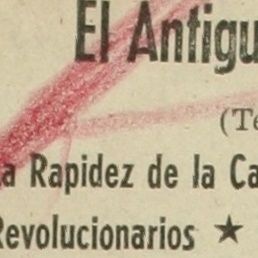 El Antigu
(Te
a Rapidez de la Ca
Revolucionarios ★